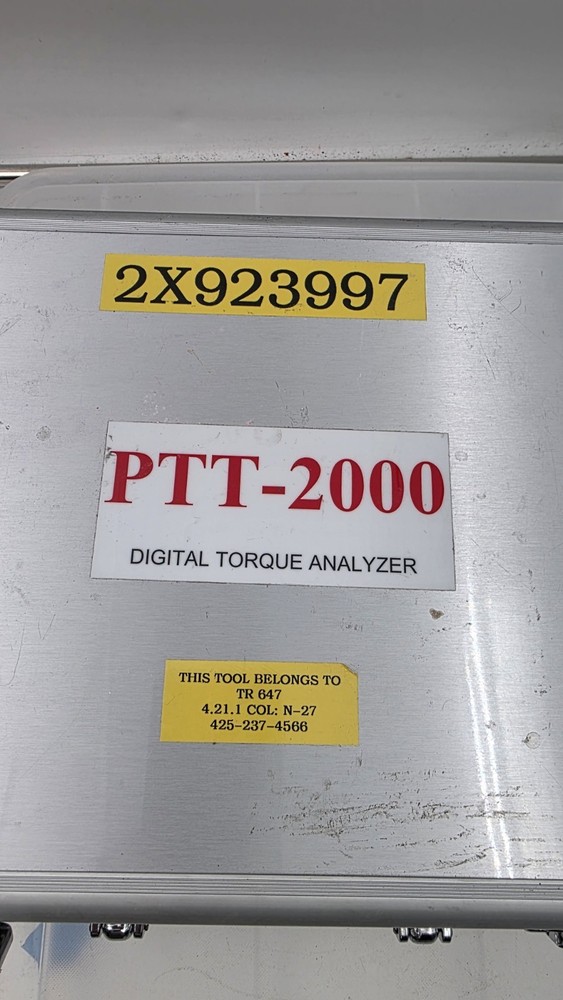 2X923997
PTT-2000
DIGITAL TORQUE ANALYZER
THIS TOOL BELONGS TO
TR 647
4.21.1 COL: N-27
425-237-4566